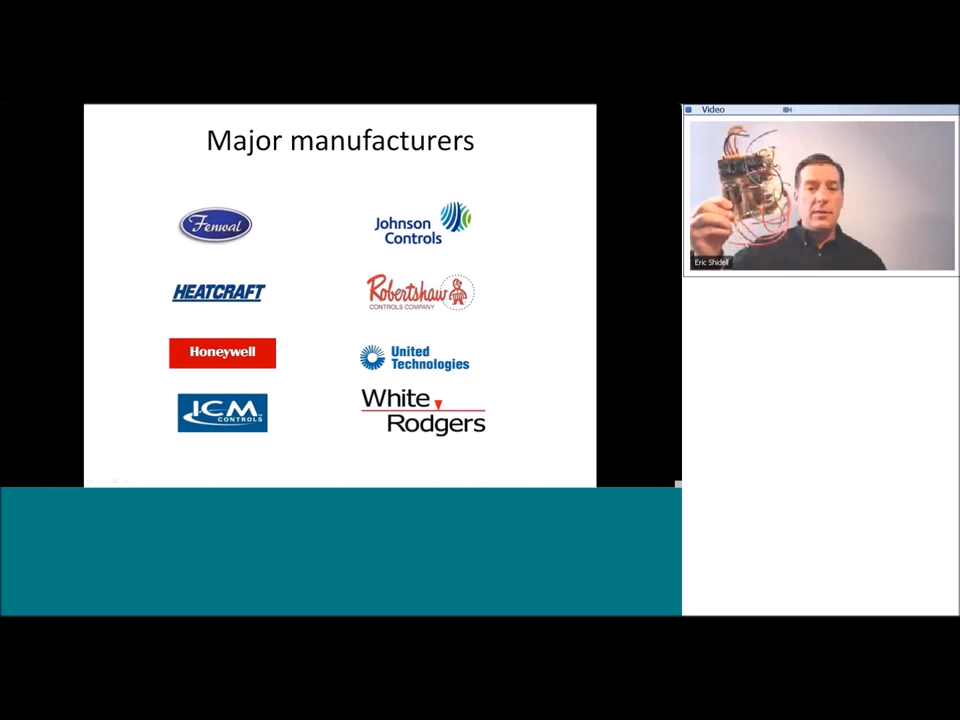 Major manufacturers
Fenwal
Johnson
Controls
HEATCRAFT
Robertshaw
CONTROLS COMPANY
Honeywell
United
Technologies
ICM
CONTROLS
White
Rodgers
Video
Eric Shidell